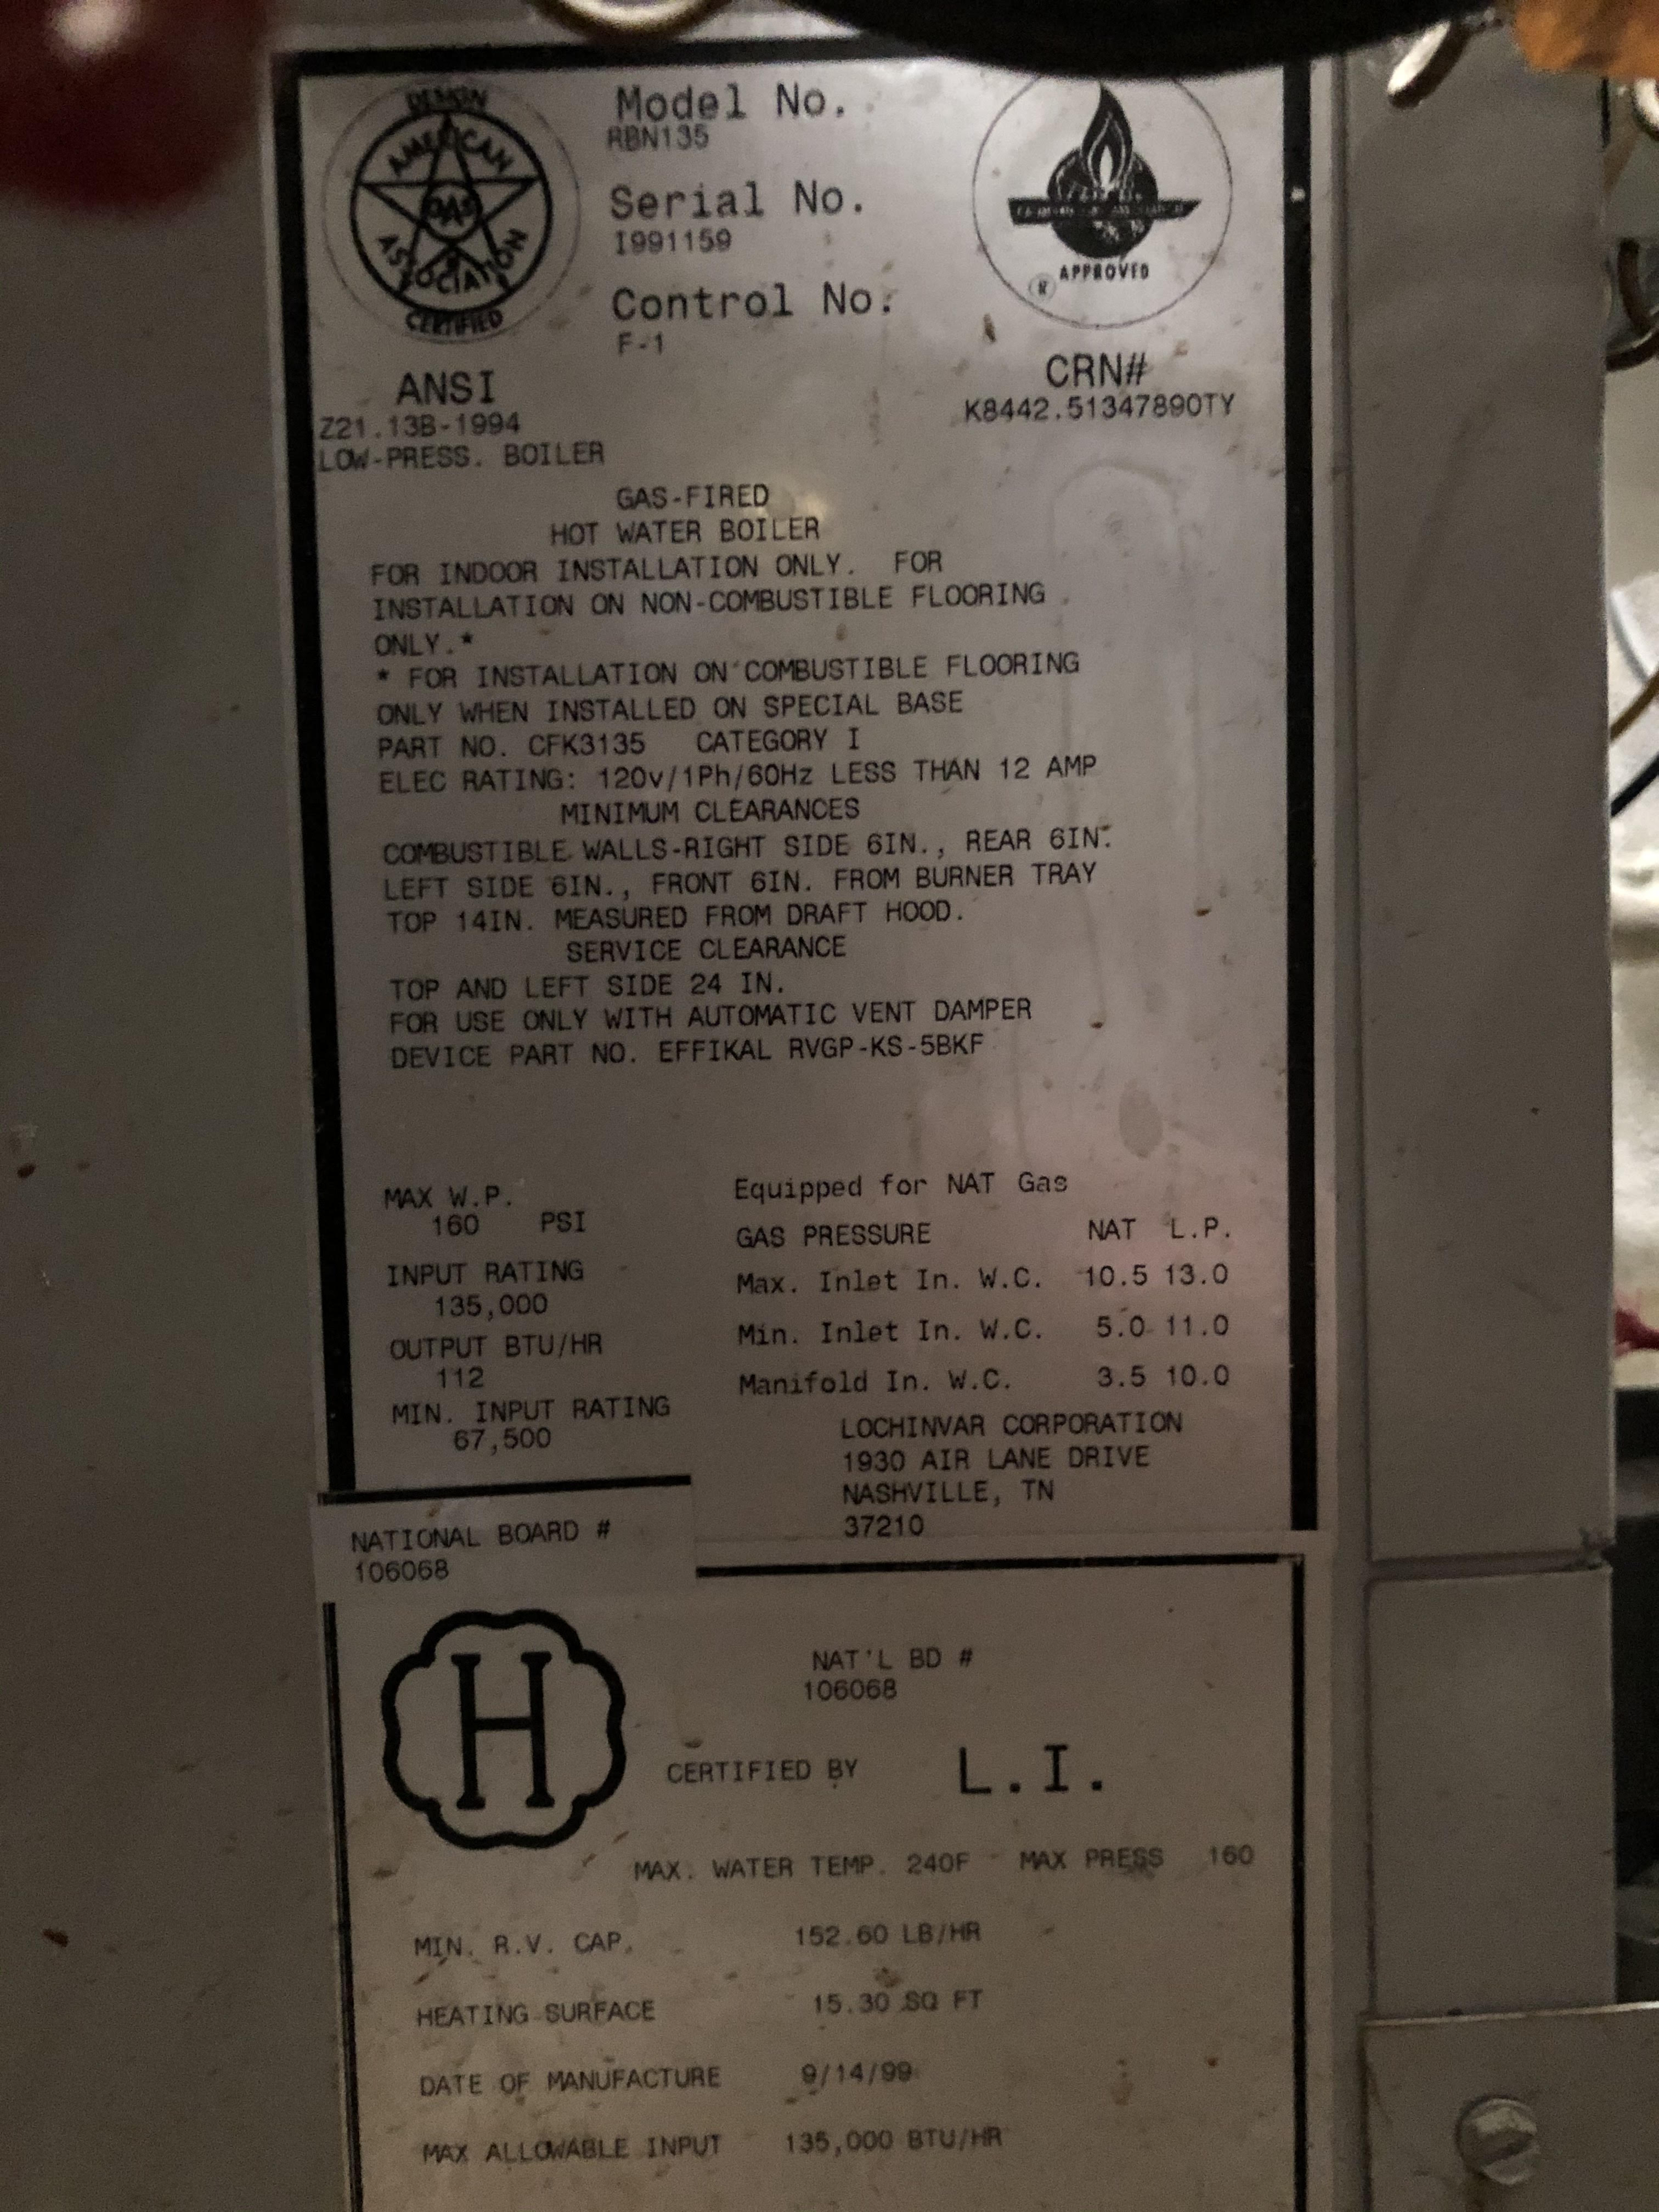 DESIGN
AMERICAN
GAS
ASSOCIATION
CERTIFIED
Model No.
RBN135
Serial No.
I991159
Control No.
F-1
APPROVED
R
ANSI
Z21.13B-1994
LOW-PRESS. BOILER
CRN#
K8442.51347890TY
GAS-FIRED
HOT WATER BOILER
FOR INDOOR INSTALLATION ONLY. FOR
INSTALLATION ON NON-COMBUSTIBLE FLOORING
ONLY.*
* FOR INSTALLATION ON COMBUSTIBLE FLOORING
ONLY WHEN INSTALLED ON SPECIAL BASE
PART NO. CFK3135 CATEGORY I
ELEC RATING: 120v/1Ph/60Hz LESS THAN 12 AMP
MINIMUM CLEARANCES
COMBUSTIBLE WALLS-RIGHT SIDE 6IN., REAR 6IN.
LEFT SIDE 6IN., FRONT 6IN. FROM BURNER TRAY
TOP 14IN. MEASURED FROM DRAFT HOOD.
SERVICE CLEARANCE
TOP AND LEFT SIDE 24 IN.
FOR USE ONLY WITH AUTOMATIC VENT DAMPER
DEVICE PART NO. EFFIKAL RVGP-KS-5BKF
MAX W.P.
160 PSI
INPUT RATING
135,000
OUTPUT BTU/HR
112
MIN. INPUT RATING
67,500
Equipped for NAT Gas
GAS PRESSURE NAT L.P.
Max. Inlet In. W.C. 10.5 13.0
Min. Inlet In. W.C. 5.0 11.0
Manifold In. W.C. 3.5 10.0
LOCHINVAR CORPORATION
1930 AIR LANE DRIVE
NASHVILLE, TN
37210
NATIONAL BOARD #
106068
H
NAT'L BD #
106068
CERTIFIED BY L.I.
MAX. WATER TEMP. 240F MAX PRESS 160
MIN. R.V. CAP. 152.60 LB/HR
HEATING SURFACE 15.30 SQ FT
DATE OF MANUFACTURE 9/14/99
MAX ALLOWABLE INPUT 135,000 BTU/HR